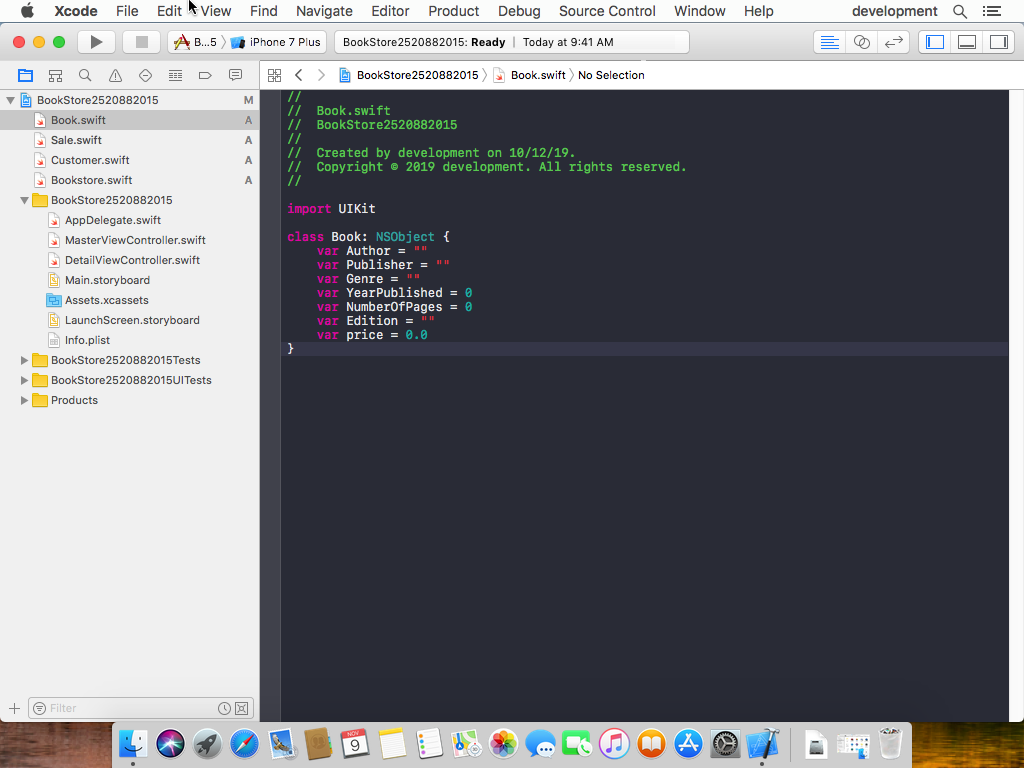 Xcode File Edit View Find Navigate Editor Product Debug Source Control Window Help development
B...5 iPhone 7 Plus BookStore2520882015: Ready | Today at 9:41 AM
BookStore2520882015 Book.swift No Selection
BookStore2520882015 M
Book.swift A
Sale.swift A
Customer.swift A
Bookstore.swift A
BookStore2520882015
AppDelegate.swift
MasterViewController.swift
DetailViewController.swift
Main.storyboard
Assets.xcassets
LaunchScreen.storyboard
Info.plist
BookStore2520882015Tests
BookStore2520882015UITests
Products
//
//  Book.swift
//  BookStore2520882015
//
//  Created by development on 10/12/19.
//  Copyright © 2019 development. All rights reserved.
//
import UIKit
class Book: NSObject {
var Author = ""
var Publisher = ""
var Genre = ""
var YearPublished = 0
var NumberOfPages = 0
var Edition = ""
var price = 0.0
}
Filter
NOV
9